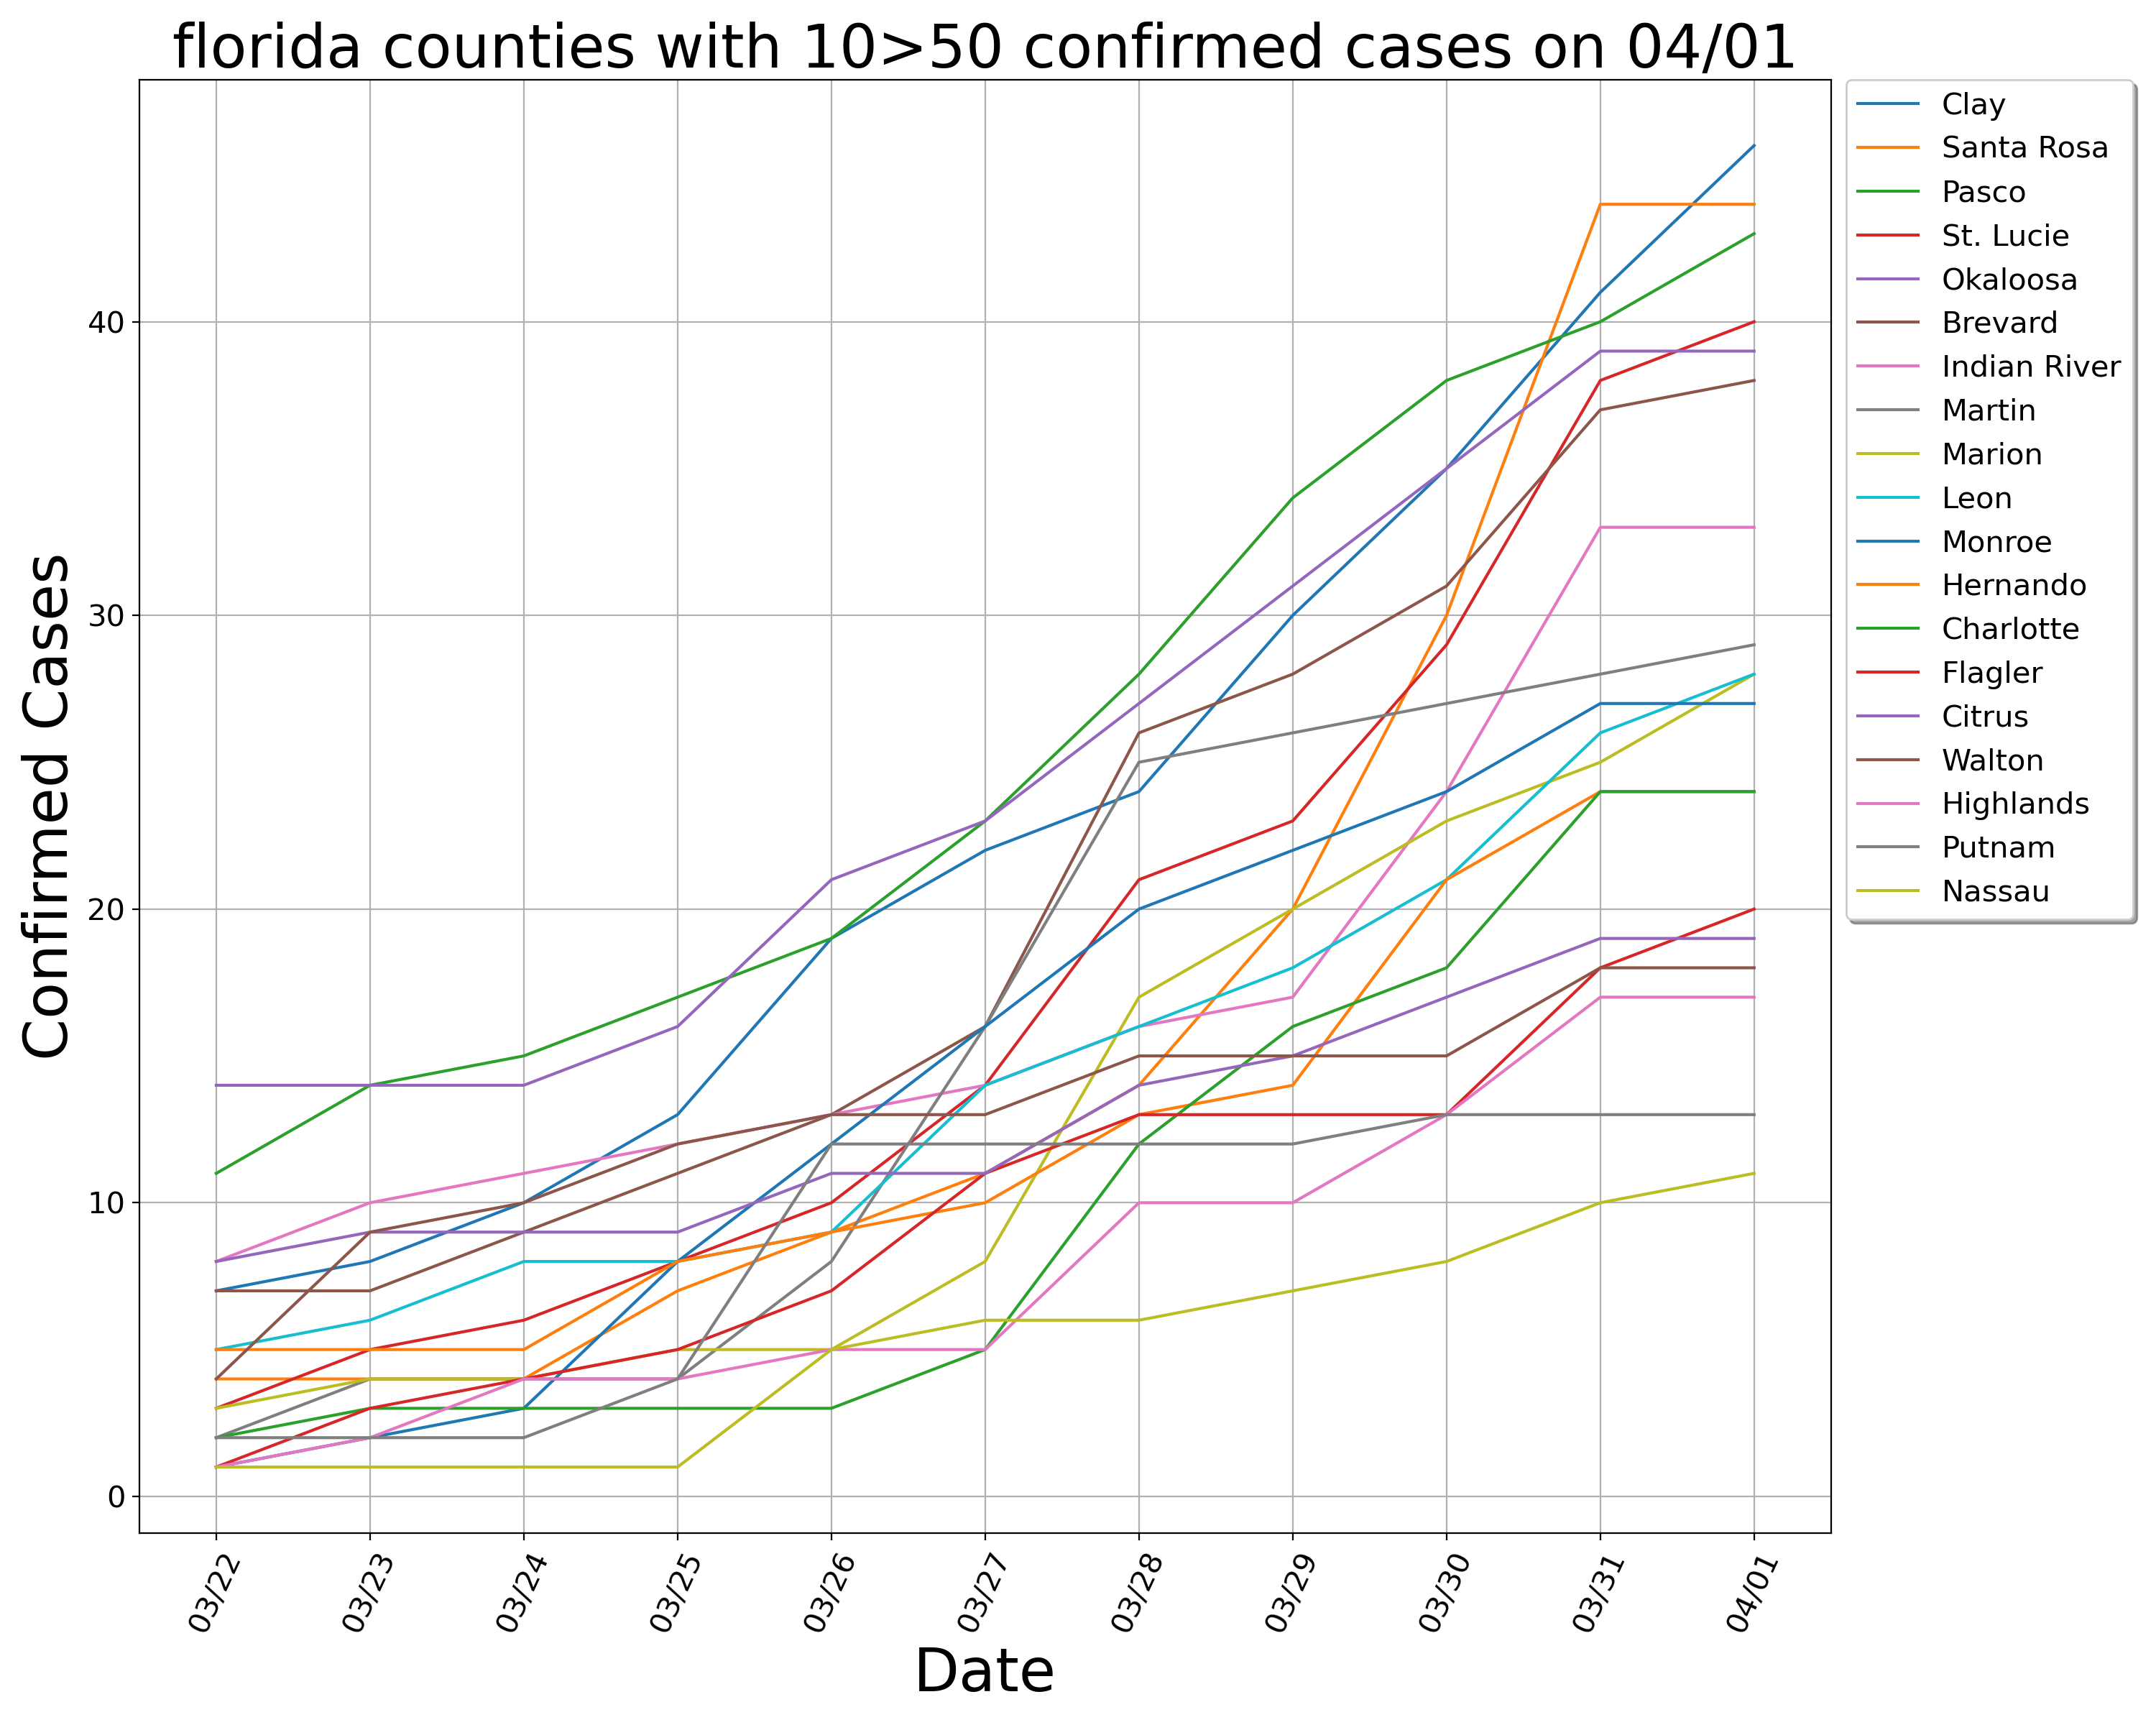 florida counties with 10>50 confirmed cases on 04/01
Confirmed Cases
40
30
20
10
0
03/22
03/23
03/24
03/25
03/26
03/27
03/28
03/29
03/30
03/31
04/01
Date
Clay
Santa Rosa
Pasco
St. Lucie
Okaloosa
Brevard
Indian River
Martin
Marion
Leon
Monroe
Hernando
Charlotte
Flagler
Citrus
Walton
Highlands
Putnam
Nassau